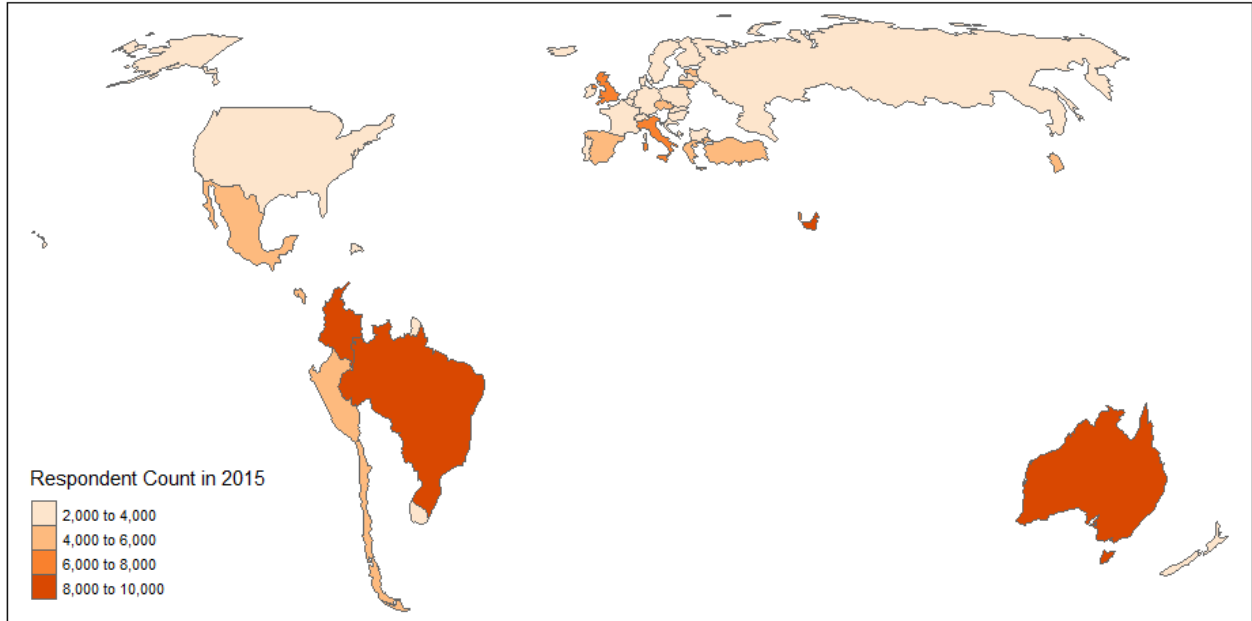 Respondent Count in 2015
2,000 to 4,000
4,000 to 6,000
6,000 to 8,000
8,000 to 10,000